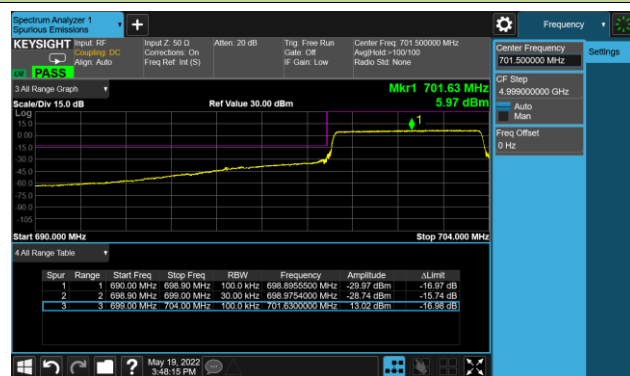 Spectrum Analyzer 1
Spurious Emissions
Frequency
KEYSIGHT
Input: RF
Coupling: DC
Align: Auto
Input Z: 50 Ω
Corrections: On
Freq Ref: Int (S)
Atten: 20 dB
Trig: Free Run
Gate: Off
IF Gain: Low
Center Freq: 701.500000 MHz
Avg|Hold:>100/100
Radio Std: None
PASS
Center Frequency
701.500000 MHz
Settings
CF Step
4.999000000 GHz
Auto
Man
Freq Offset
0 Hz
3 All Range Graph
Mkr1 701.63 MHz
5.97 dBm
Scale/Div 15.0 dB
Ref Value 30.00 dBm
Log
15.0
0.00
-15.0
-30.0
-45.0
-60.0
-75.0
-90.0
-105
1
Start 690.000 MHz
Stop 704.000 MHz
4 All Range Table
Spur Range Start Freq Stop Freq RBW Frequency Amplitude ΔLimit
1 1 690.00 MHz 698.90 MHz 100.0 kHz 698.8955500 MHz -29.97 dBm -16.97 dB
2 2 698.90 MHz 699.00 MHz 30.00 kHz 698.9754000 MHz -28.74 dBm -15.74 dB
3 3 699.00 MHz 704.00 MHz 100.0 kHz 701.6300000 MHz 13.02 dBm -16.98 dB
May 19, 2022
3:48:15 PM